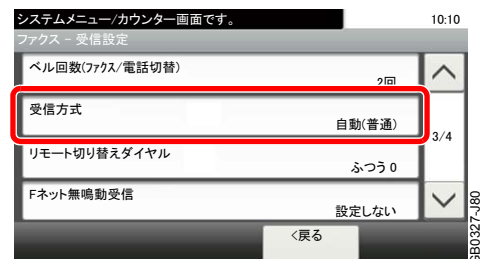 システムメニュー/カウンター画面です。
10:10
ファクス - 受信設定
ベル回数(ファクス/電話切替)
2回
受信方式
自動(普通)
3/4
リモート切り替えダイヤル
ふつう 0
Fネット無鳴動受信
設定しない
<戻る
GB0327-J80